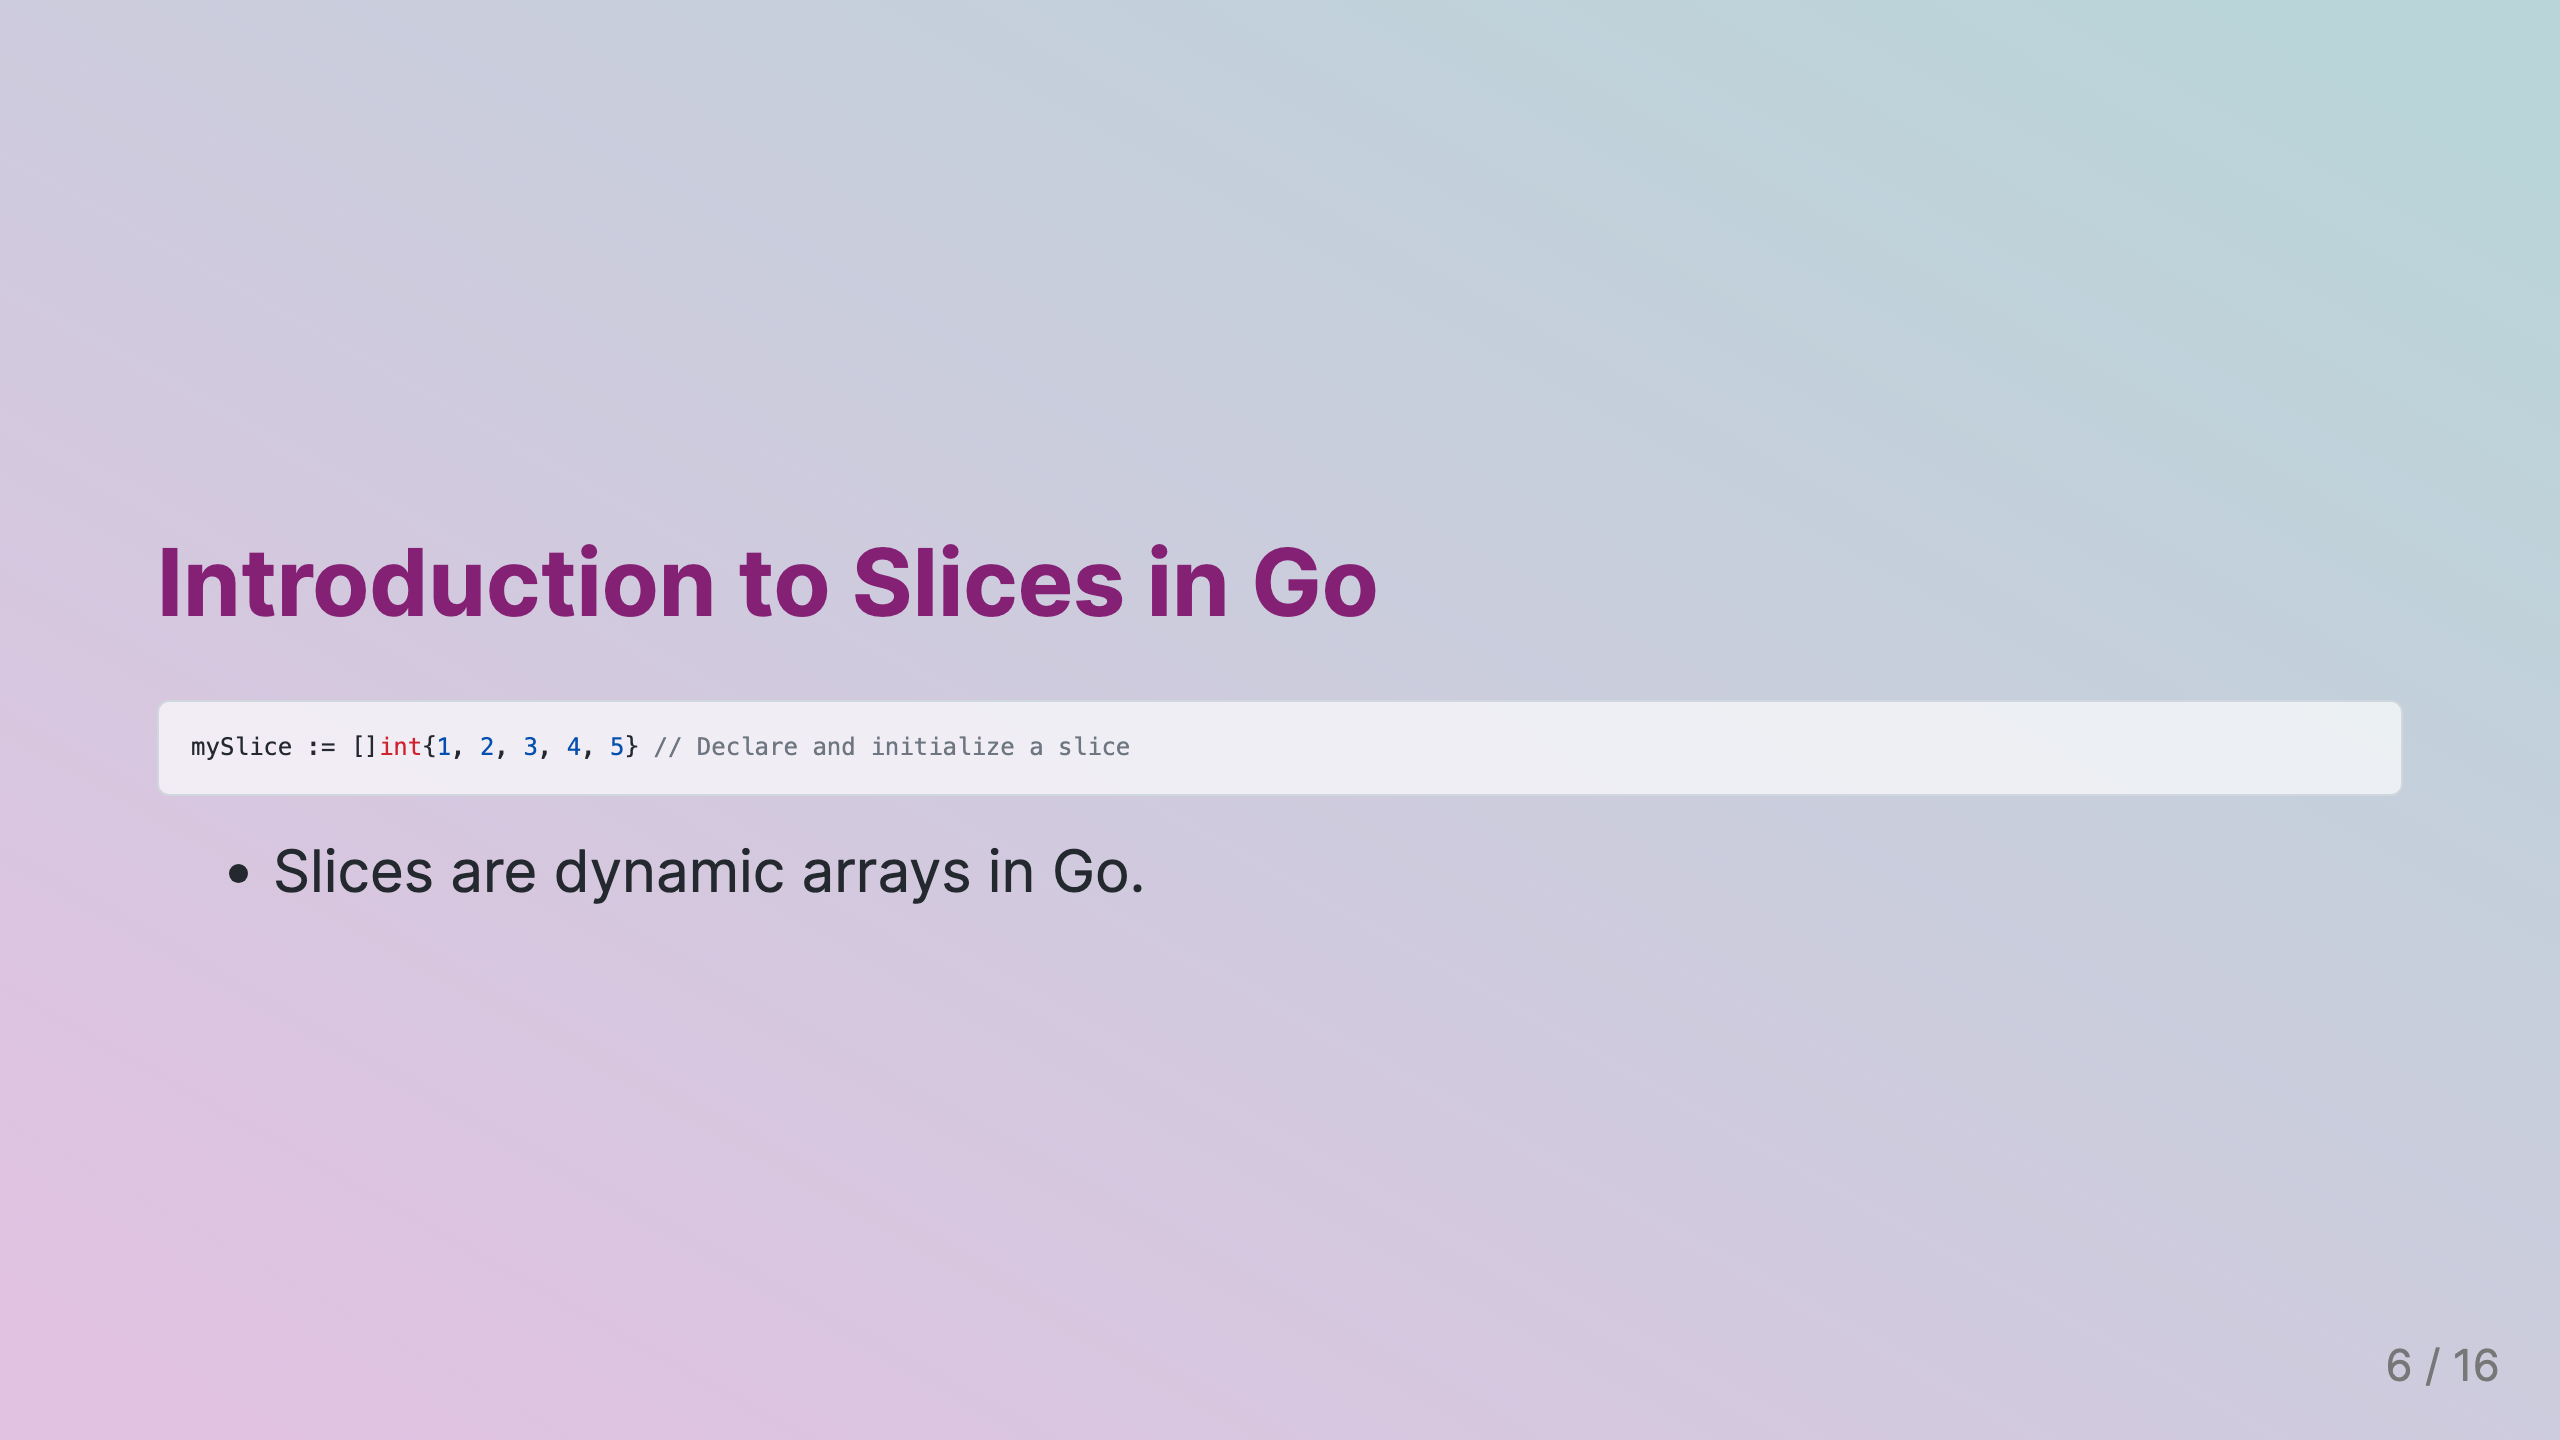 Introduction to Slices in Go
mySlice := []int{1, 2, 3, 4, 5} // Declare and initialize a slice
• Slices are dynamic arrays in Go.
6 / 16